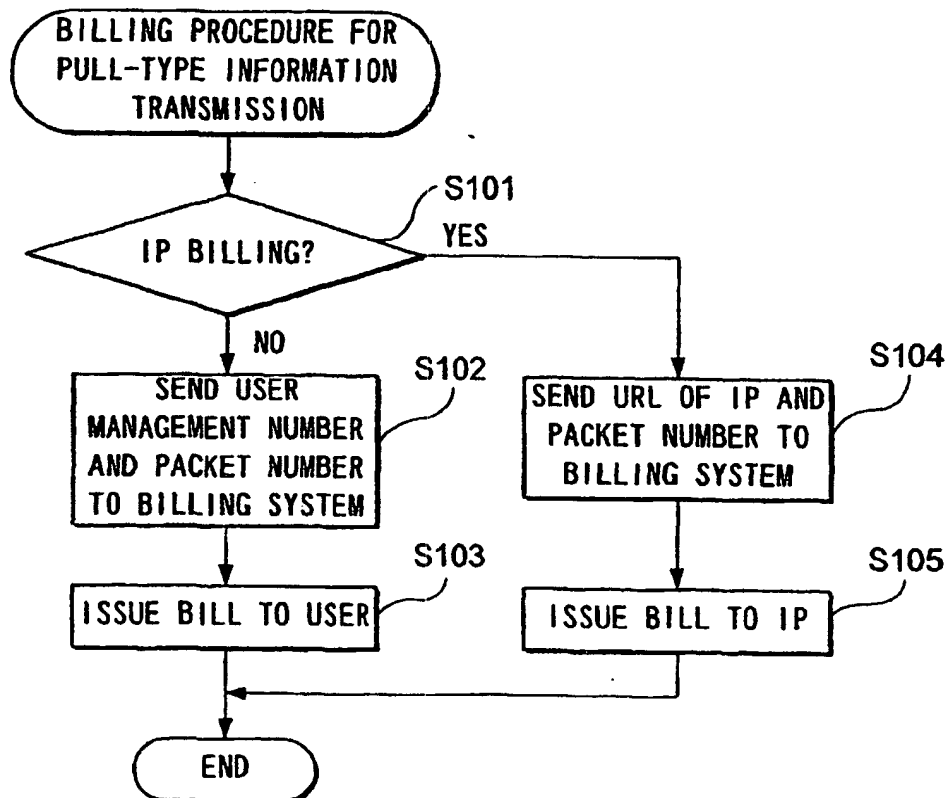 BILLING PROCEDURE FOR
PULL-TYPE INFORMATION
TRANSMISSION
S101
IP BILLING?
YES
NO
S102
SEND USER
MANAGEMENT NUMBER
AND PACKET NUMBER
TO BILLING SYSTEM
S104
SEND URL OF IP AND
PACKET NUMBER TO
BILLING SYSTEM
S103
ISSUE BILL TO USER
S105
ISSUE BILL TO IP
END